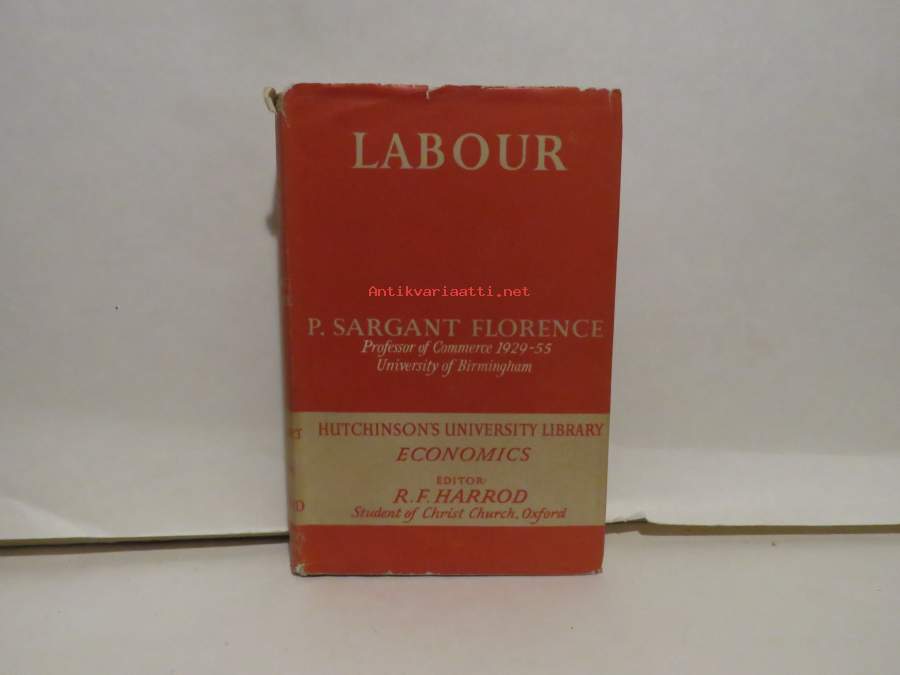 LABOUR
Antikvariaatti.net
P. SARGANT FLORENCE
Professor of Commerce 1929-55
University of Birmingham
HUTCHINSON'S UNIVERSITY LIBRARY
ECONOMICS
EDITOR:
R.F. HARROD
Student of Christ Church, Oxford